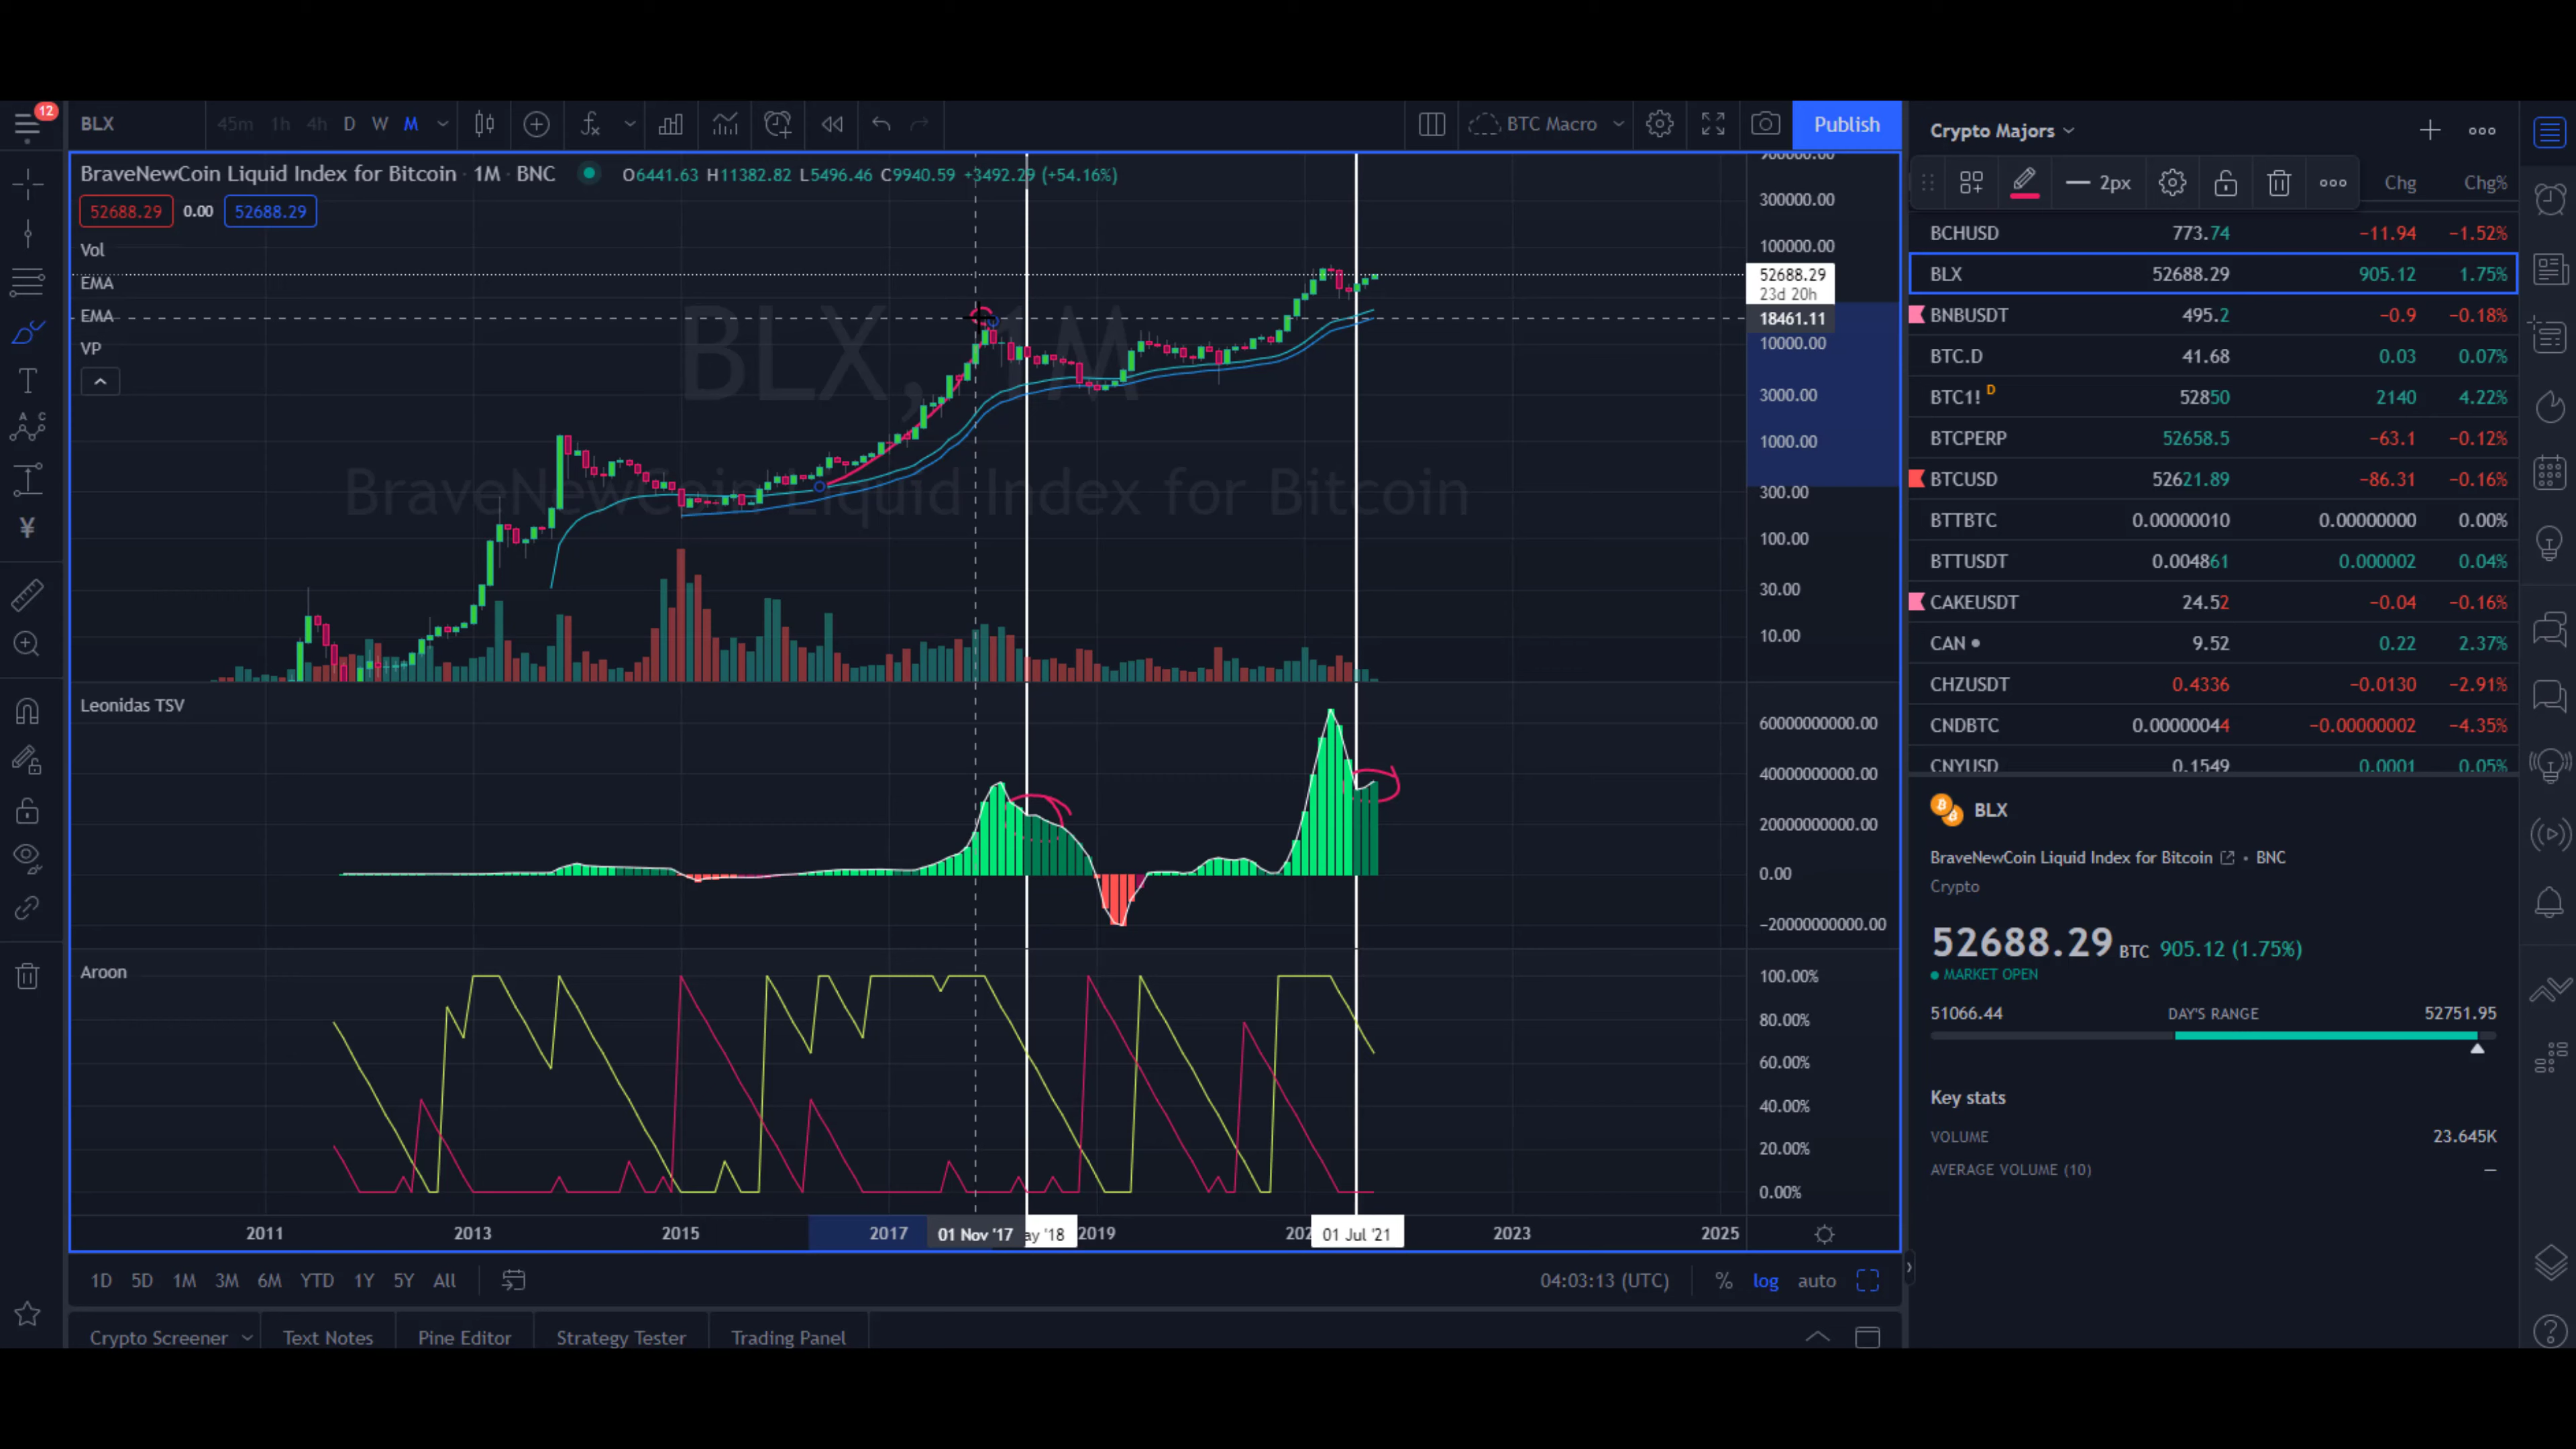 12
BLX 45m 1h 4h D W M BTC Macro Publish
BraveNewCoin Liquid Index for Bitcoin · 1M · BNC O6441.63 H11382.82 L5496.46 C9940.59 +3492.29 (+54.16%)
52688.29 0.00 52688.29
Vol
EMA
EMA
VP
BLX, 1M
BraveNewCoin Liquid Index for Bitcoin
900000.00
300000.00
100000.00
52688.29
23d 20h
18461.11
10000.00
3000.00
1000.00
300.00
100.00
30.00
10.00
Leonidas TSV
60000000000.00
40000000000.00
20000000000.00
0.00
−20000000000.00
Aroon
100.00%
80.00%
60.00%
40.00%
20.00%
0.00%
2011 2013 2015 2017 01 Nov '17 ay '18 2019 202 01 Jul '21 2023 2025
1D 5D 1M 3M 6M YTD 1Y 5Y All 04:03:13 (UTC) % log auto
Crypto Screener Text Notes Pine Editor Strategy Tester Trading Panel
Crypto Majors
2px Chg Chg%
BCHUSD 773.74 −11.94 −1.52%
BLX 52688.29 905.12 1.75%
BNBUSDT 495.2 −0.9 −0.18%
BTC.D 41.68 0.03 0.07%
BTC1! D 52850 2140 4.22%
BTCPERP 52658.5 −63.1 −0.12%
BTCUSD 52621.89 −86.31 −0.16%
BTTBTC 0.00000010 0.00000000 0.00%
BTTUSDT 0.004861 0.000002 0.04%
CAKEUSDT 24.52 −0.04 −0.16%
CAN 9.52 0.22 2.37%
CHZUSDT 0.4336 −0.0130 −2.91%
CNDBTC 0.00000044 −0.00000002 −4.35%
CNYUSD 0.1549 0.0001 0.05%
BLX
BraveNewCoin Liquid Index for Bitcoin • BNC
Crypto
52688.29 BTC 905.12 (1.75%)
MARKET OPEN
51066.44 DAY'S RANGE 52751.95
Key stats
VOLUME 23.645K
AVERAGE VOLUME (10) —